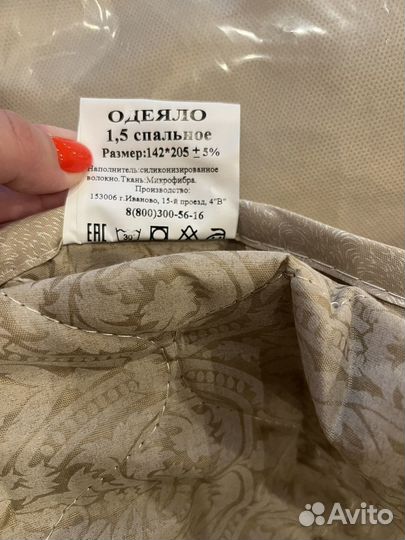 ОДЕЯЛО
1,5 спальное
Размер:142*205 ± 5%
Наполнитель:силиконизированное
волокно.Ткань:Микрофибра.
Производство:
153006 г.Иваново, 15-й проезд, 4"В"
8(800)300-56-16
EAC 30
Avito